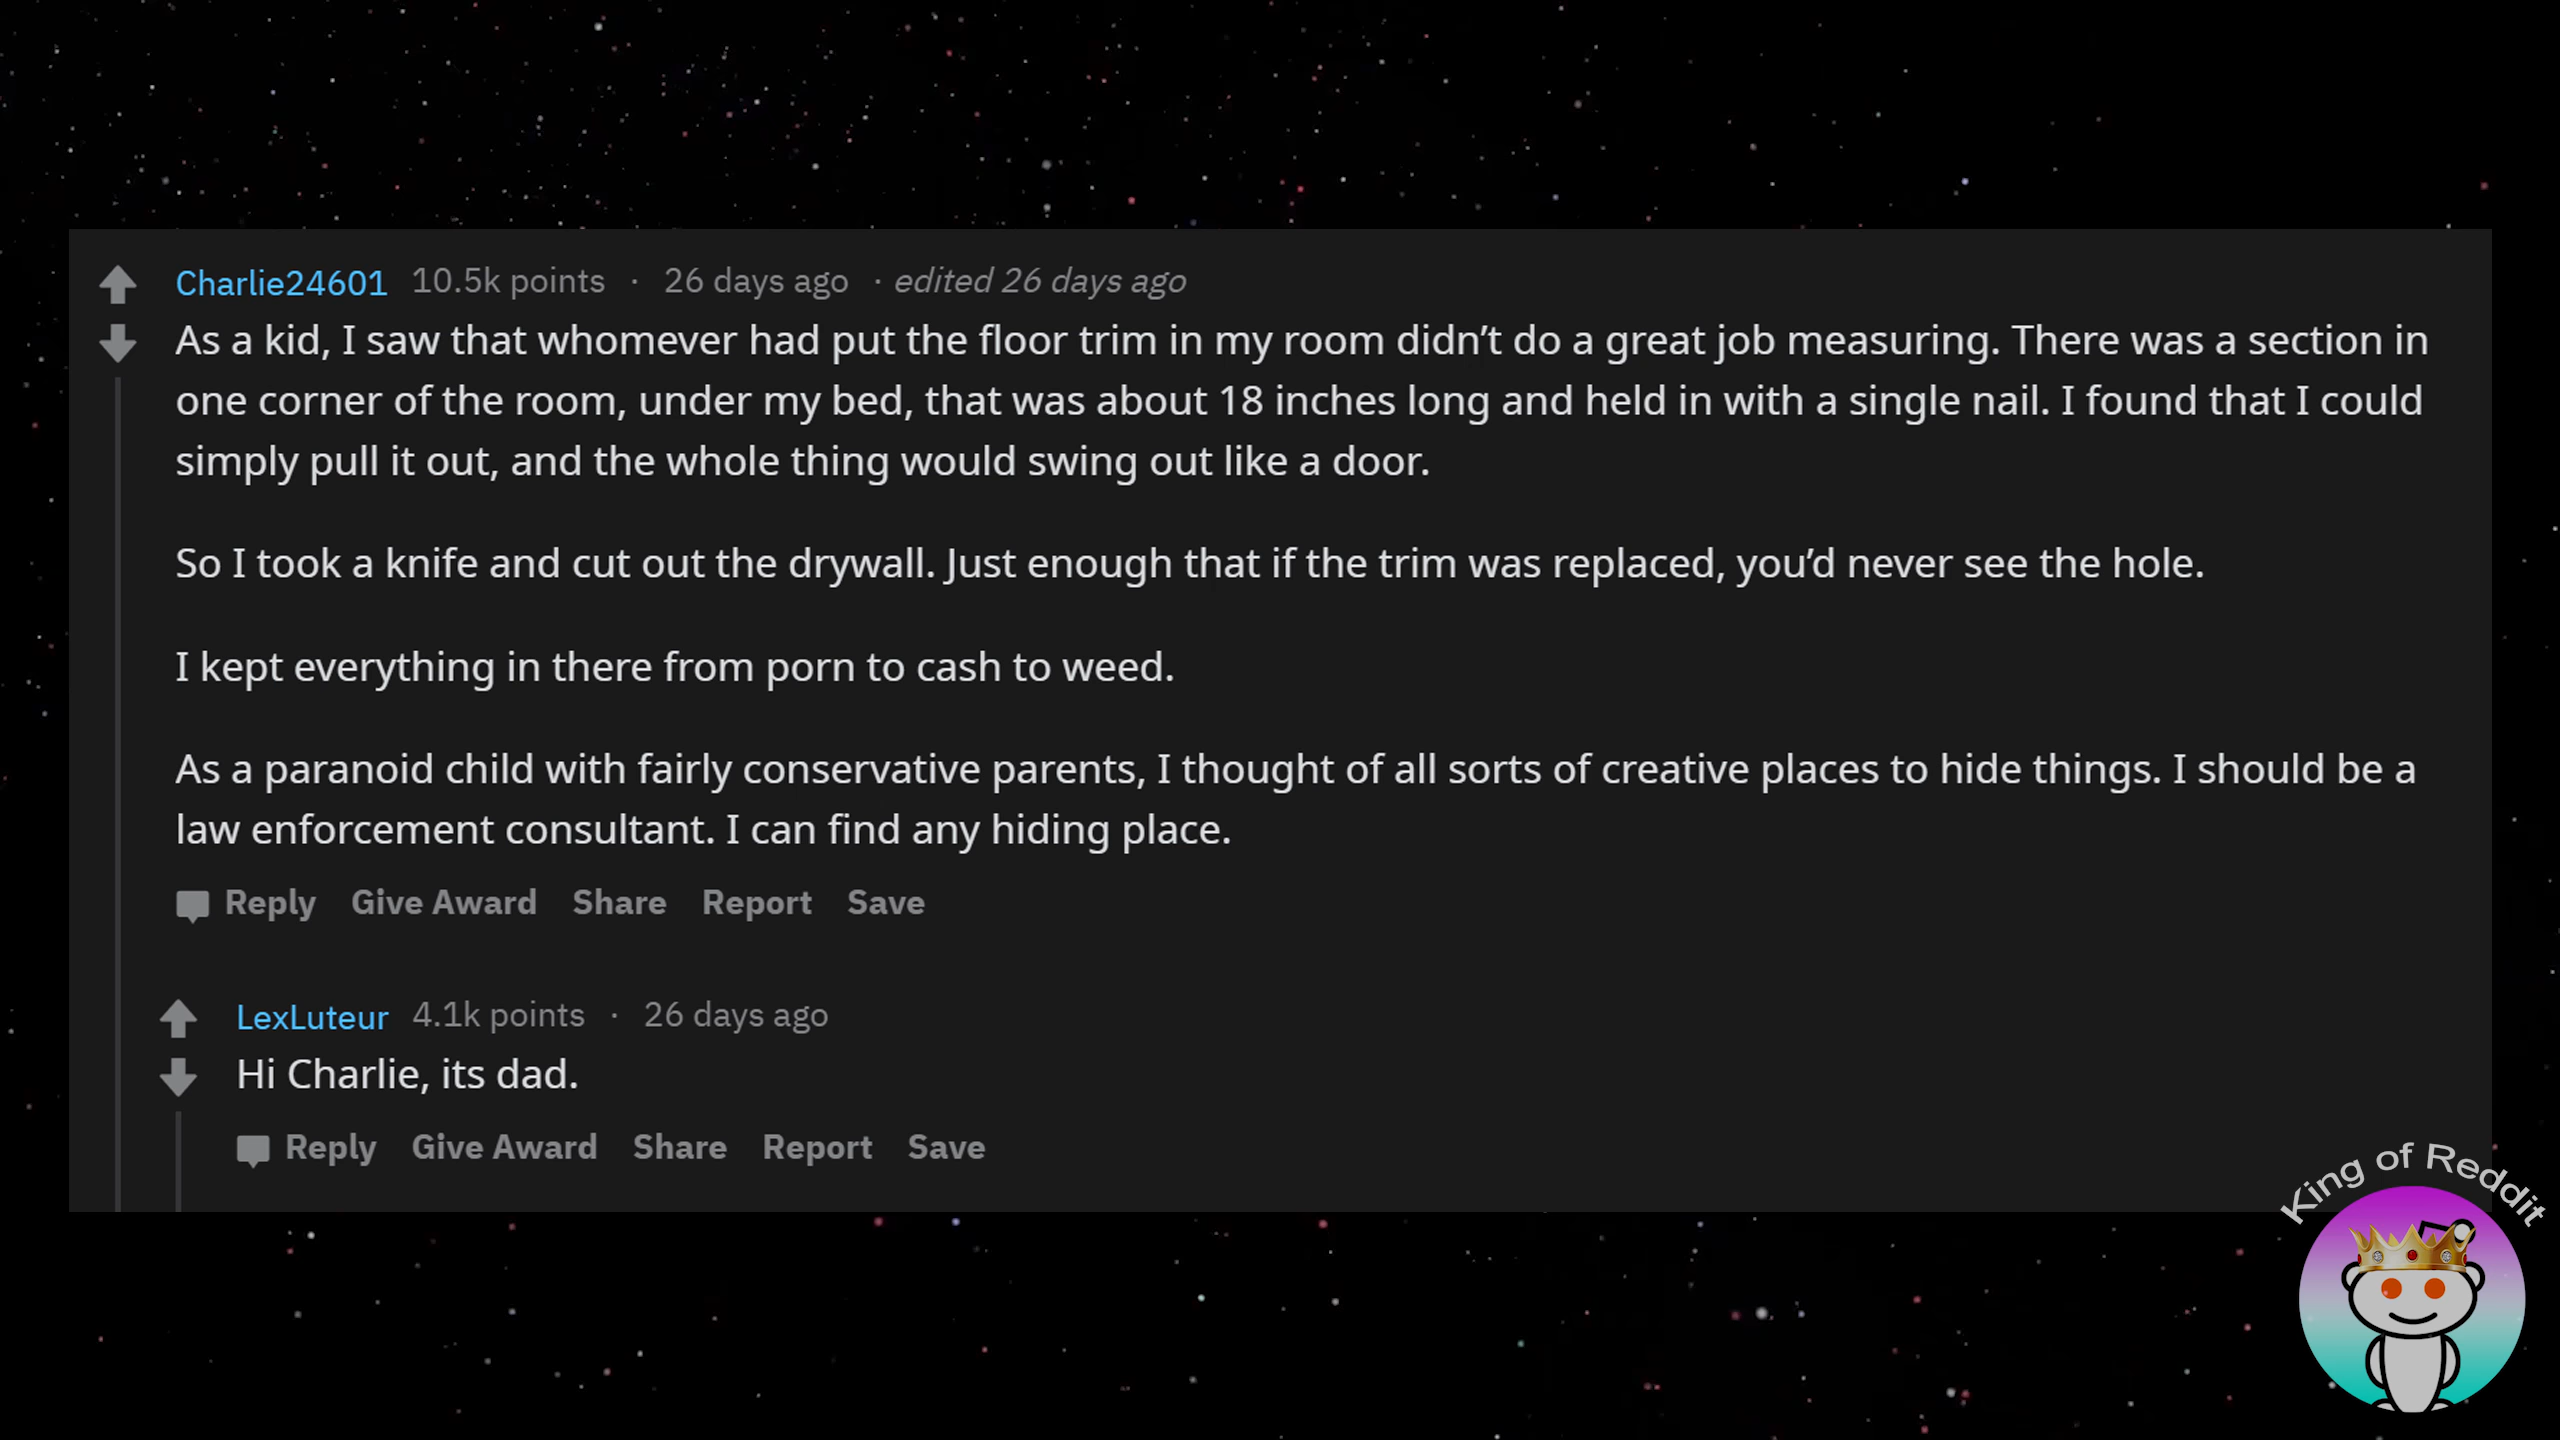 Charlie24601 10.5k points · 26 days ago · edited 26 days ago
As a kid, I saw that whomever had put the floor trim in my room didn’t do a great job measuring. There was a section in
one corner of the room, under my bed, that was about 18 inches long and held in with a single nail. I found that I could
simply pull it out, and the whole thing would swing out like a door.
So I took a knife and cut out the drywall. Just enough that if the trim was replaced, you’d never see the hole.
I kept everything in there from porn to cash to weed.
As a paranoid child with fairly conservative parents, I thought of all sorts of creative places to hide things. I should be a
law enforcement consultant. I can find any hiding place.
Reply Give Award Share Report Save
LexLuteur 4.1k points · 26 days ago
Hi Charlie, its dad.
Reply Give Award Share Report Save
King of Reddit